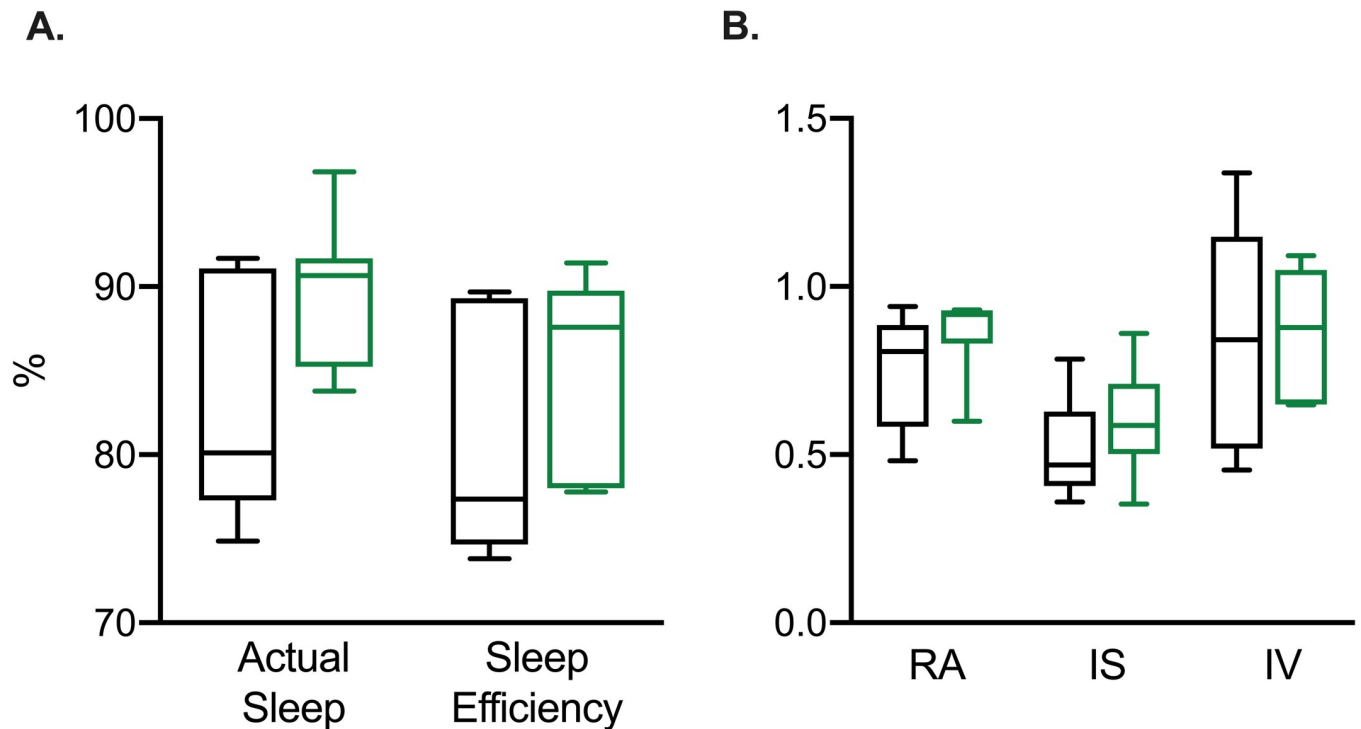 A.
100
90
80
70
%
Actual
Sleep
Sleep
Efficiency
B.
1.5
1.0
0.5
0.0
RA
IS
IV